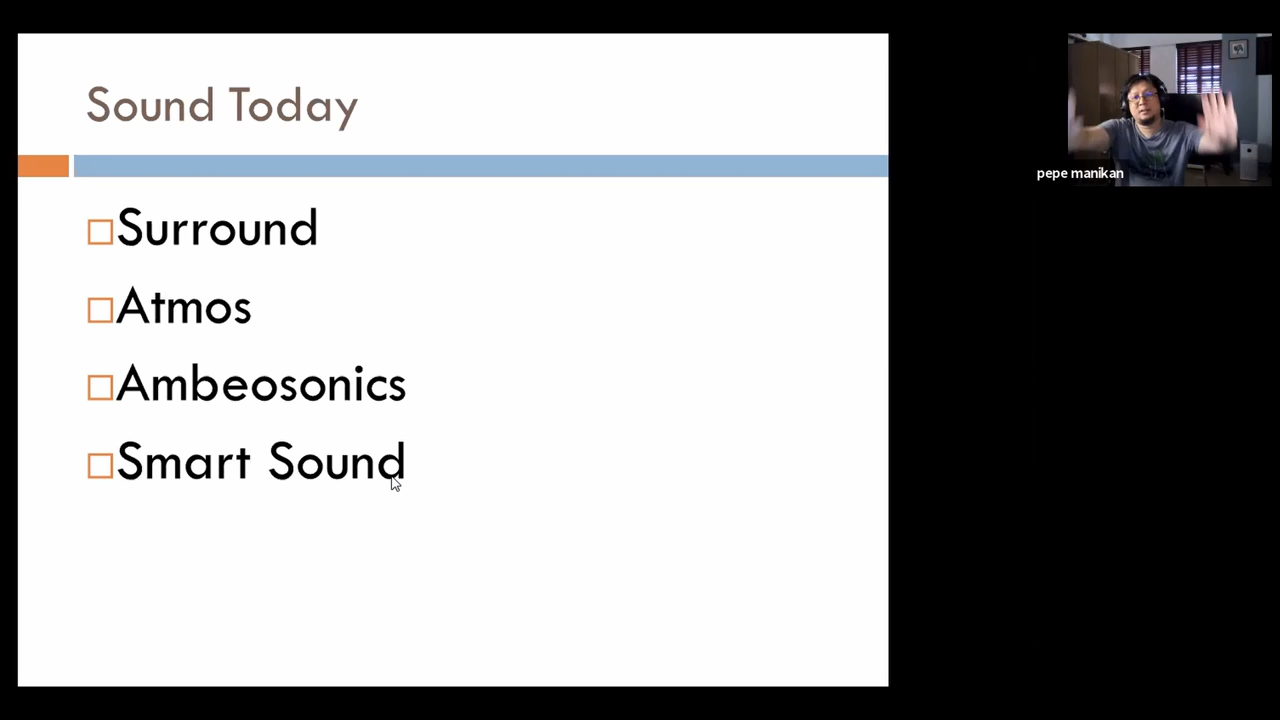 Sound Today
Surround
Atmos
Ambeosonics
Smart Sound
pepe manikan